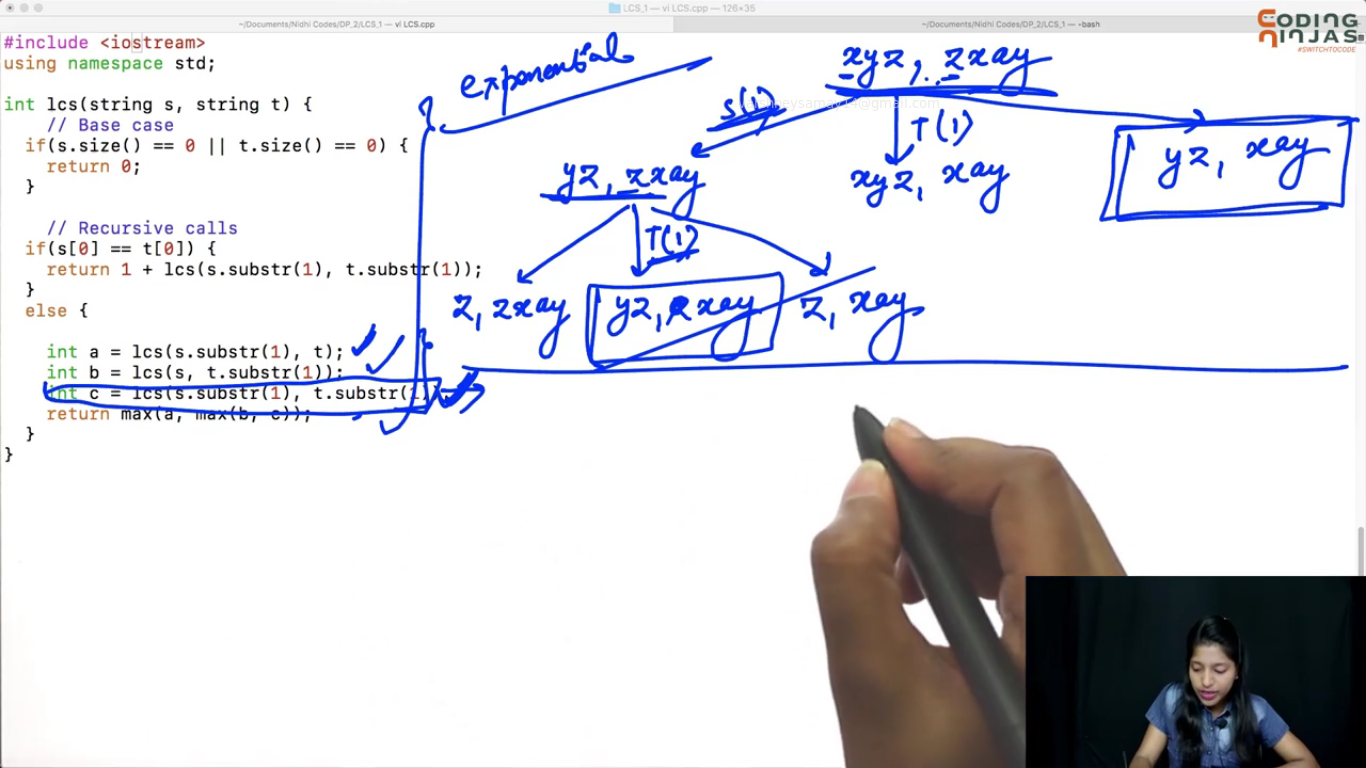 LCS_1 — vi LCS.cpp — 126×35
~/Documents/Nidhi Codes/DP_2/LCS_1 — vi LCS.cpp
~/Documents/Nidhi Codes/DP_2/LCS_1 — -bash
CODING
NINJAS
#SWITCHTOCODE
#include <iostream>
using namespace std;
int lcs(string s, string t) {
// Base case
if(s.size() == 0 || t.size() == 0) {
return 0;
}
// Recursive calls
if(s[0] == t[0]) {
return 1 + lcs(s.substr(1), t.substr(1));
}
else {
int a = lcs(s.substr(1), t);
int b = lcs(s, t.substr(1));
int c = lcs(s.substr(1), t.substr(1));
return max(a, max(b, c));
}
}
exponential
xyz, zxay
S(1)
T(1)
yz, zxay
xyz, xay
yz, xay
T(1)
z, zxay
yz, xay
z, xay